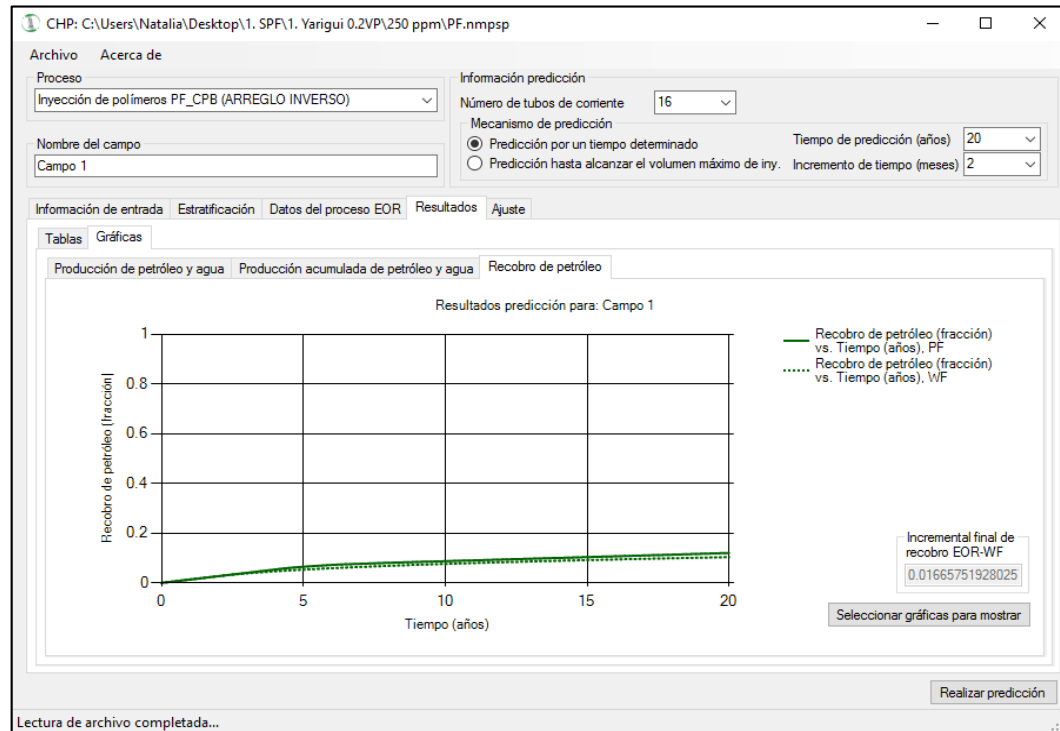 CHP: C:\Users\Natalia\Desktop\1. SPF\1. Yarigui 0.2VP\250 ppm\PF.nmpsp
Archivo Acerca de
Proceso
Inyección de polímeros PF_CPB (ARREGLO INVERSO)
Nombre del campo
Campo 1
Información predicción
Número de tubos de corriente 16
Mecanismo de predicción
Predicción por un tiempo determinado
Predicción hasta alcanzar el volumen máximo de iny.
Tiempo de predicción (años) 20
Incremento de tiempo (meses) 2
Información de entrada Estratificación Datos del proceso EOR Resultados Ajuste
Tablas Gráficas
Producción de petróleo y agua Producción acumulada de petróleo y agua Recobro de petróleo
Resultados predicción para: Campo 1
Recobro de petróleo (fracción)
1
0.8
0.6
0.4
0.2
0
0 5 10 15 20
Tiempo (años)
Recobro de petróleo (fracción)
vs. Tiempo (años), PF
Recobro de petróleo (fracción)
vs. Tiempo (años), WF
Incremental final de
recobro EOR-WF
0.01665751928025
Seleccionar gráficas para mostrar
Realizar predicción
Lectura de archivo completada...